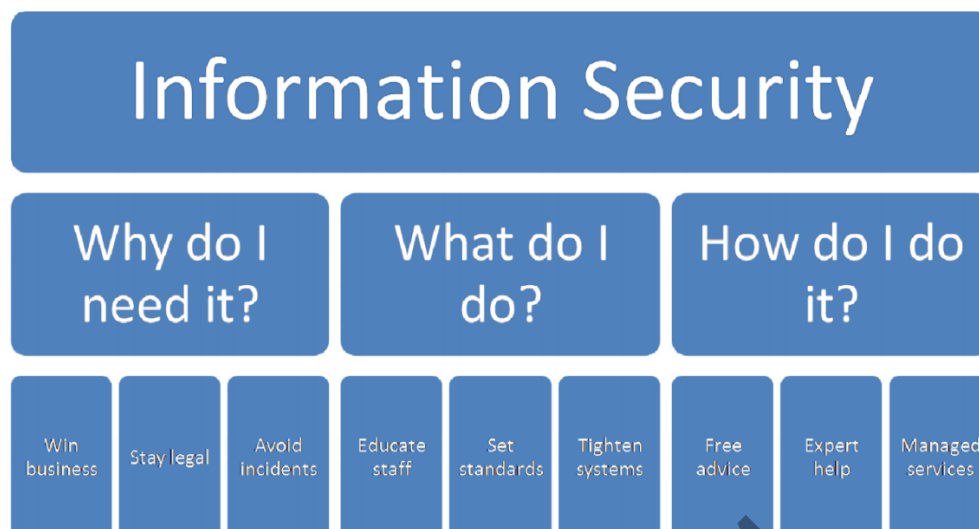 Information Security
Why do I
need it?
What do I
do?
How do I do
it?
Win
business
Stay legal
Avoid
incidents
Educate
staff
Set
standards
Tighten
systems
Free
advice
Expert
help
Managed
services